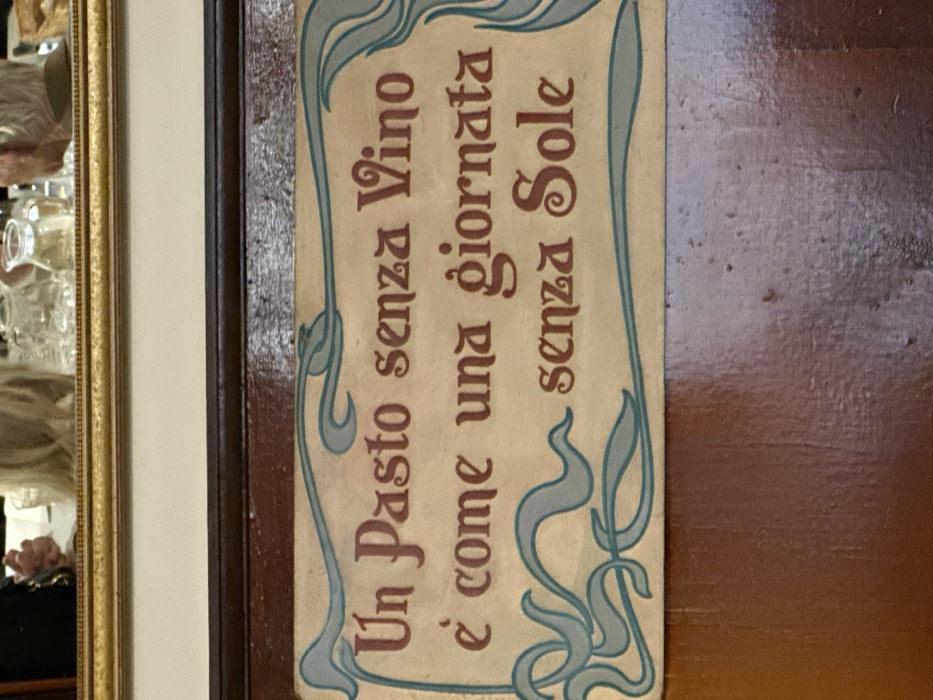 Un Pasto senza Vino
è come una giornata
senza Sole